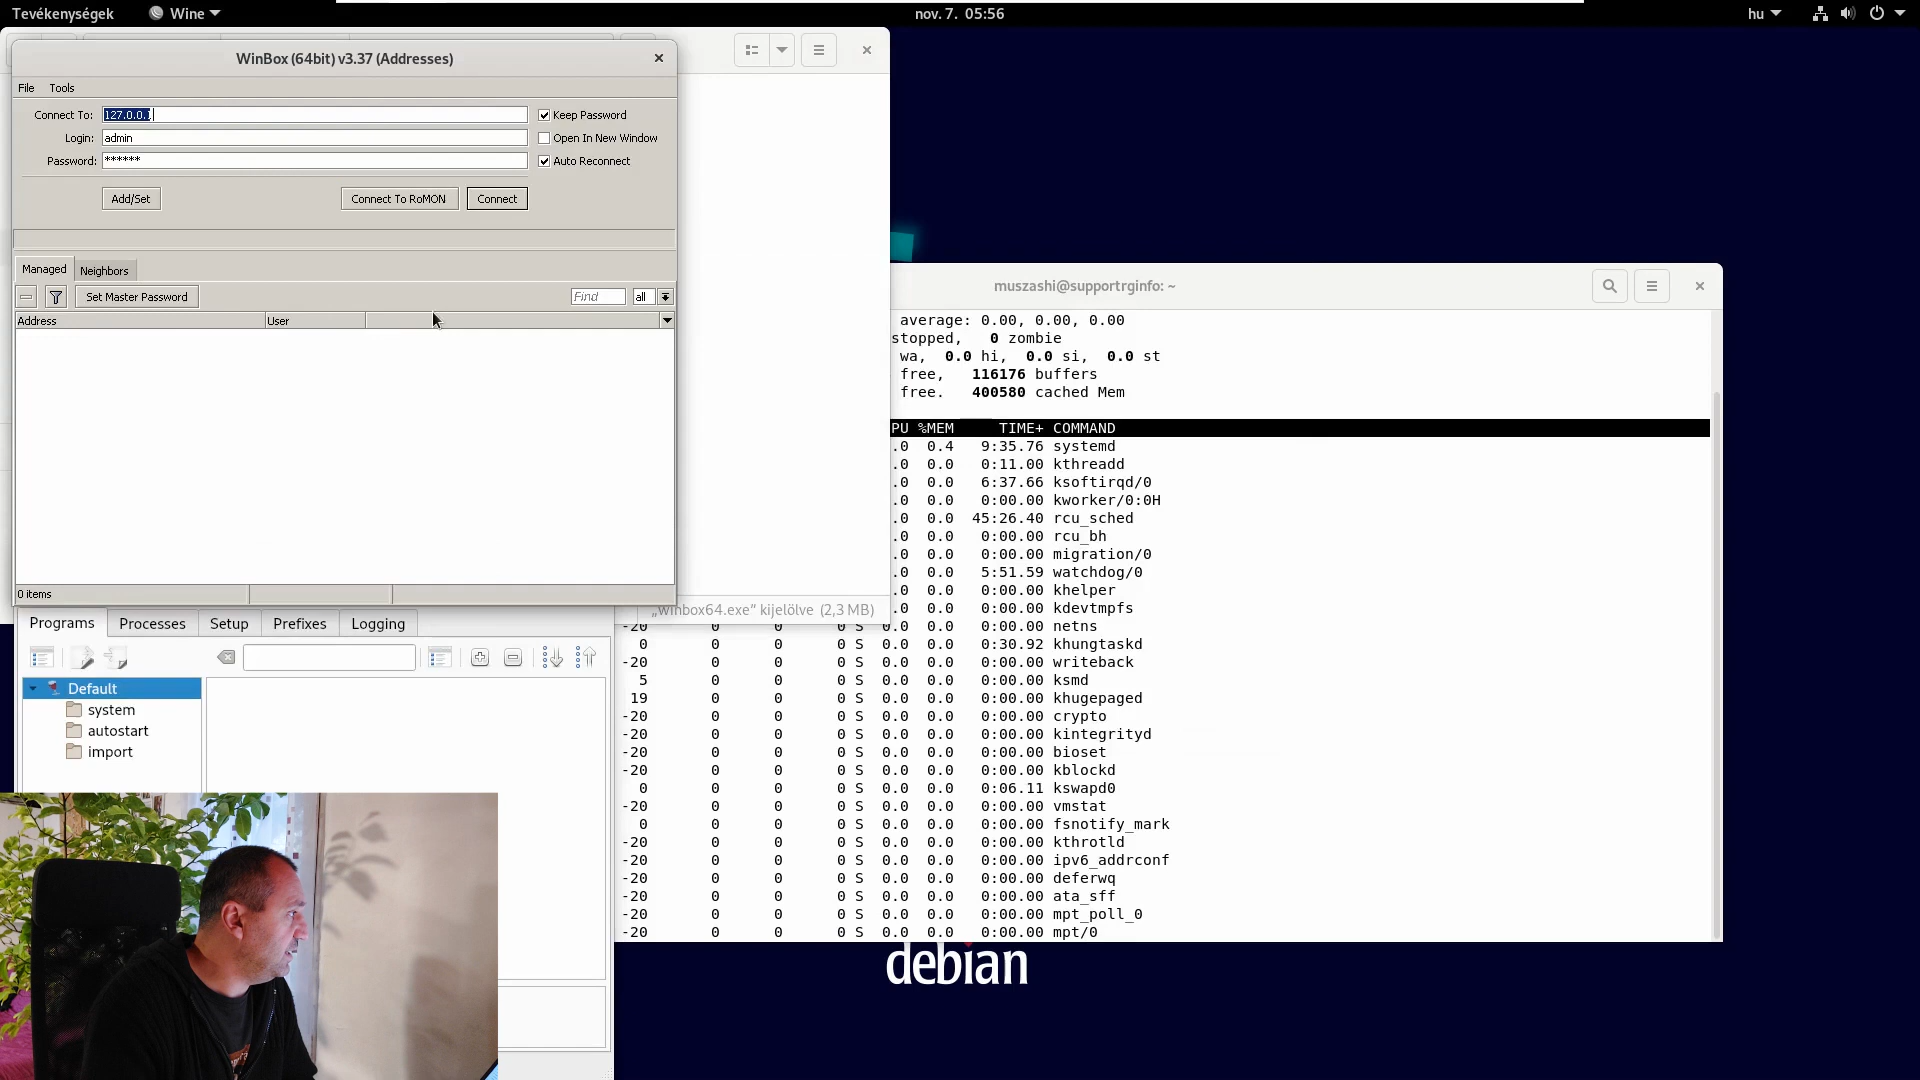 Tevékenységek
Wine
nov. 7. 05:56
hu
WinBox (64bit) v3.37 (Addresses)
File Tools
Connect To: 127.0.0.1
Keep Password
Login: admin
Open In New Window
Password: ******
Auto Reconnect
Add/Set
Connect To RoMON
Connect
Managed
Neighbors
Set Master Password
Find
all
Address User
0 items
„winbox64.exe” kijelölve (2,3 MB)
Programs
Processes
Setup
Prefixes
Logging
Default
system
autostart
import
muszashi@supportrginfo: ~
average: 0.00, 0.00, 0.00
stopped, 0 zombie
wa, 0.0 hi, 0.0 si, 0.0 st
free, 116176 buffers
free. 400580 cached Mem
PU %MEM TIME+ COMMAND
.0 0.4 9:35.76 systemd
.0 0.0 0:11.00 kthreadd
.0 0.0 6:37.66 ksoftirqd/0
.0 0.0 0:00.00 kworker/0:0H
.0 0.0 45:26.40 rcu_sched
.0 0.0 0:00.00 rcu_bh
.0 0.0 0:00.00 migration/0
.0 0.0 5:51.59 watchdog/0
.0 0.0 0:00.00 khelper
.0 0.0 0:00.00 kdevtmpfs
-20 0 0 0 S 0.0 0.0 0:00.00 netns
0 0 0 0 S 0.0 0.0 0:30.92 khungtaskd
-20 0 0 0 S 0.0 0.0 0:00.00 writeback
5 0 0 0 S 0.0 0.0 0:00.00 ksmd
19 0 0 0 S 0.0 0.0 0:00.00 khugepaged
-20 0 0 0 S 0.0 0.0 0:00.00 crypto
-20 0 0 0 S 0.0 0.0 0:00.00 kintegrityd
-20 0 0 0 S 0.0 0.0 0:00.00 bioset
-20 0 0 0 S 0.0 0.0 0:00.00 kblockd
0 0 0 0 S 0.0 0.0 0:06.11 kswapd0
-20 0 0 0 S 0.0 0.0 0:00.00 vmstat
0 0 0 0 S 0.0 0.0 0:00.00 fsnotify_mark
-20 0 0 0 S 0.0 0.0 0:00.00 kthrotld
-20 0 0 0 S 0.0 0.0 0:00.00 ipv6_addrconf
-20 0 0 0 S 0.0 0.0 0:00.00 deferwq
-20 0 0 0 S 0.0 0.0 0:00.00 ata_sff
-20 0 0 0 S 0.0 0.0 0:00.00 mpt_poll_0
-20 0 0 0 S 0.0 0.0 0:00.00 mpt/0
debian